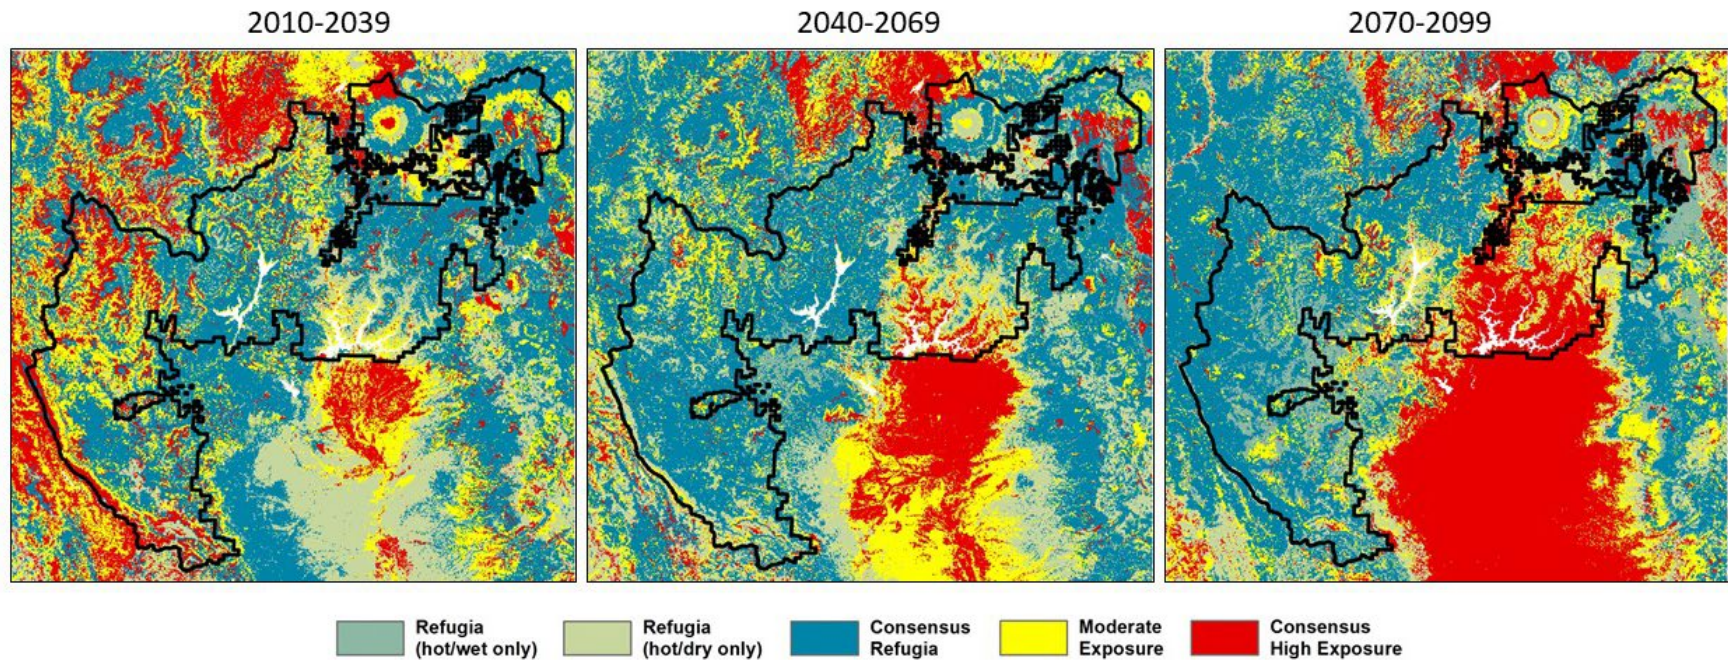 2010-2039
2040-2069
2070-2099
Refugia
(hot/wet only)
Refugia
(hot/dry only)
Consensus
Refugia
Moderate
Exposure
Consensus
High Exposure